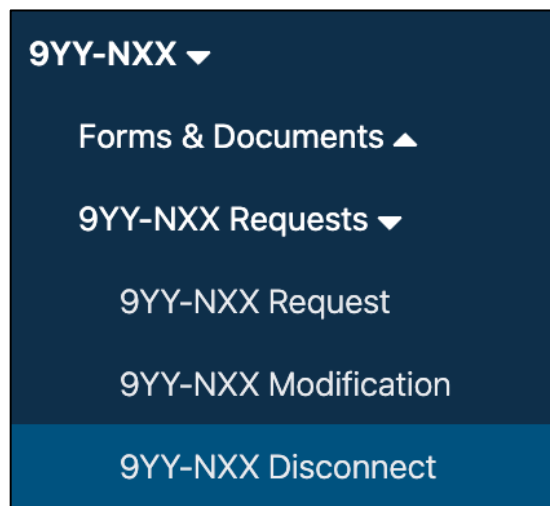 9YY-NXX
Forms & Documents
9YY-NXX Requests
9YY-NXX Request
9YY-NXX Modification
9YY-NXX Disconnect